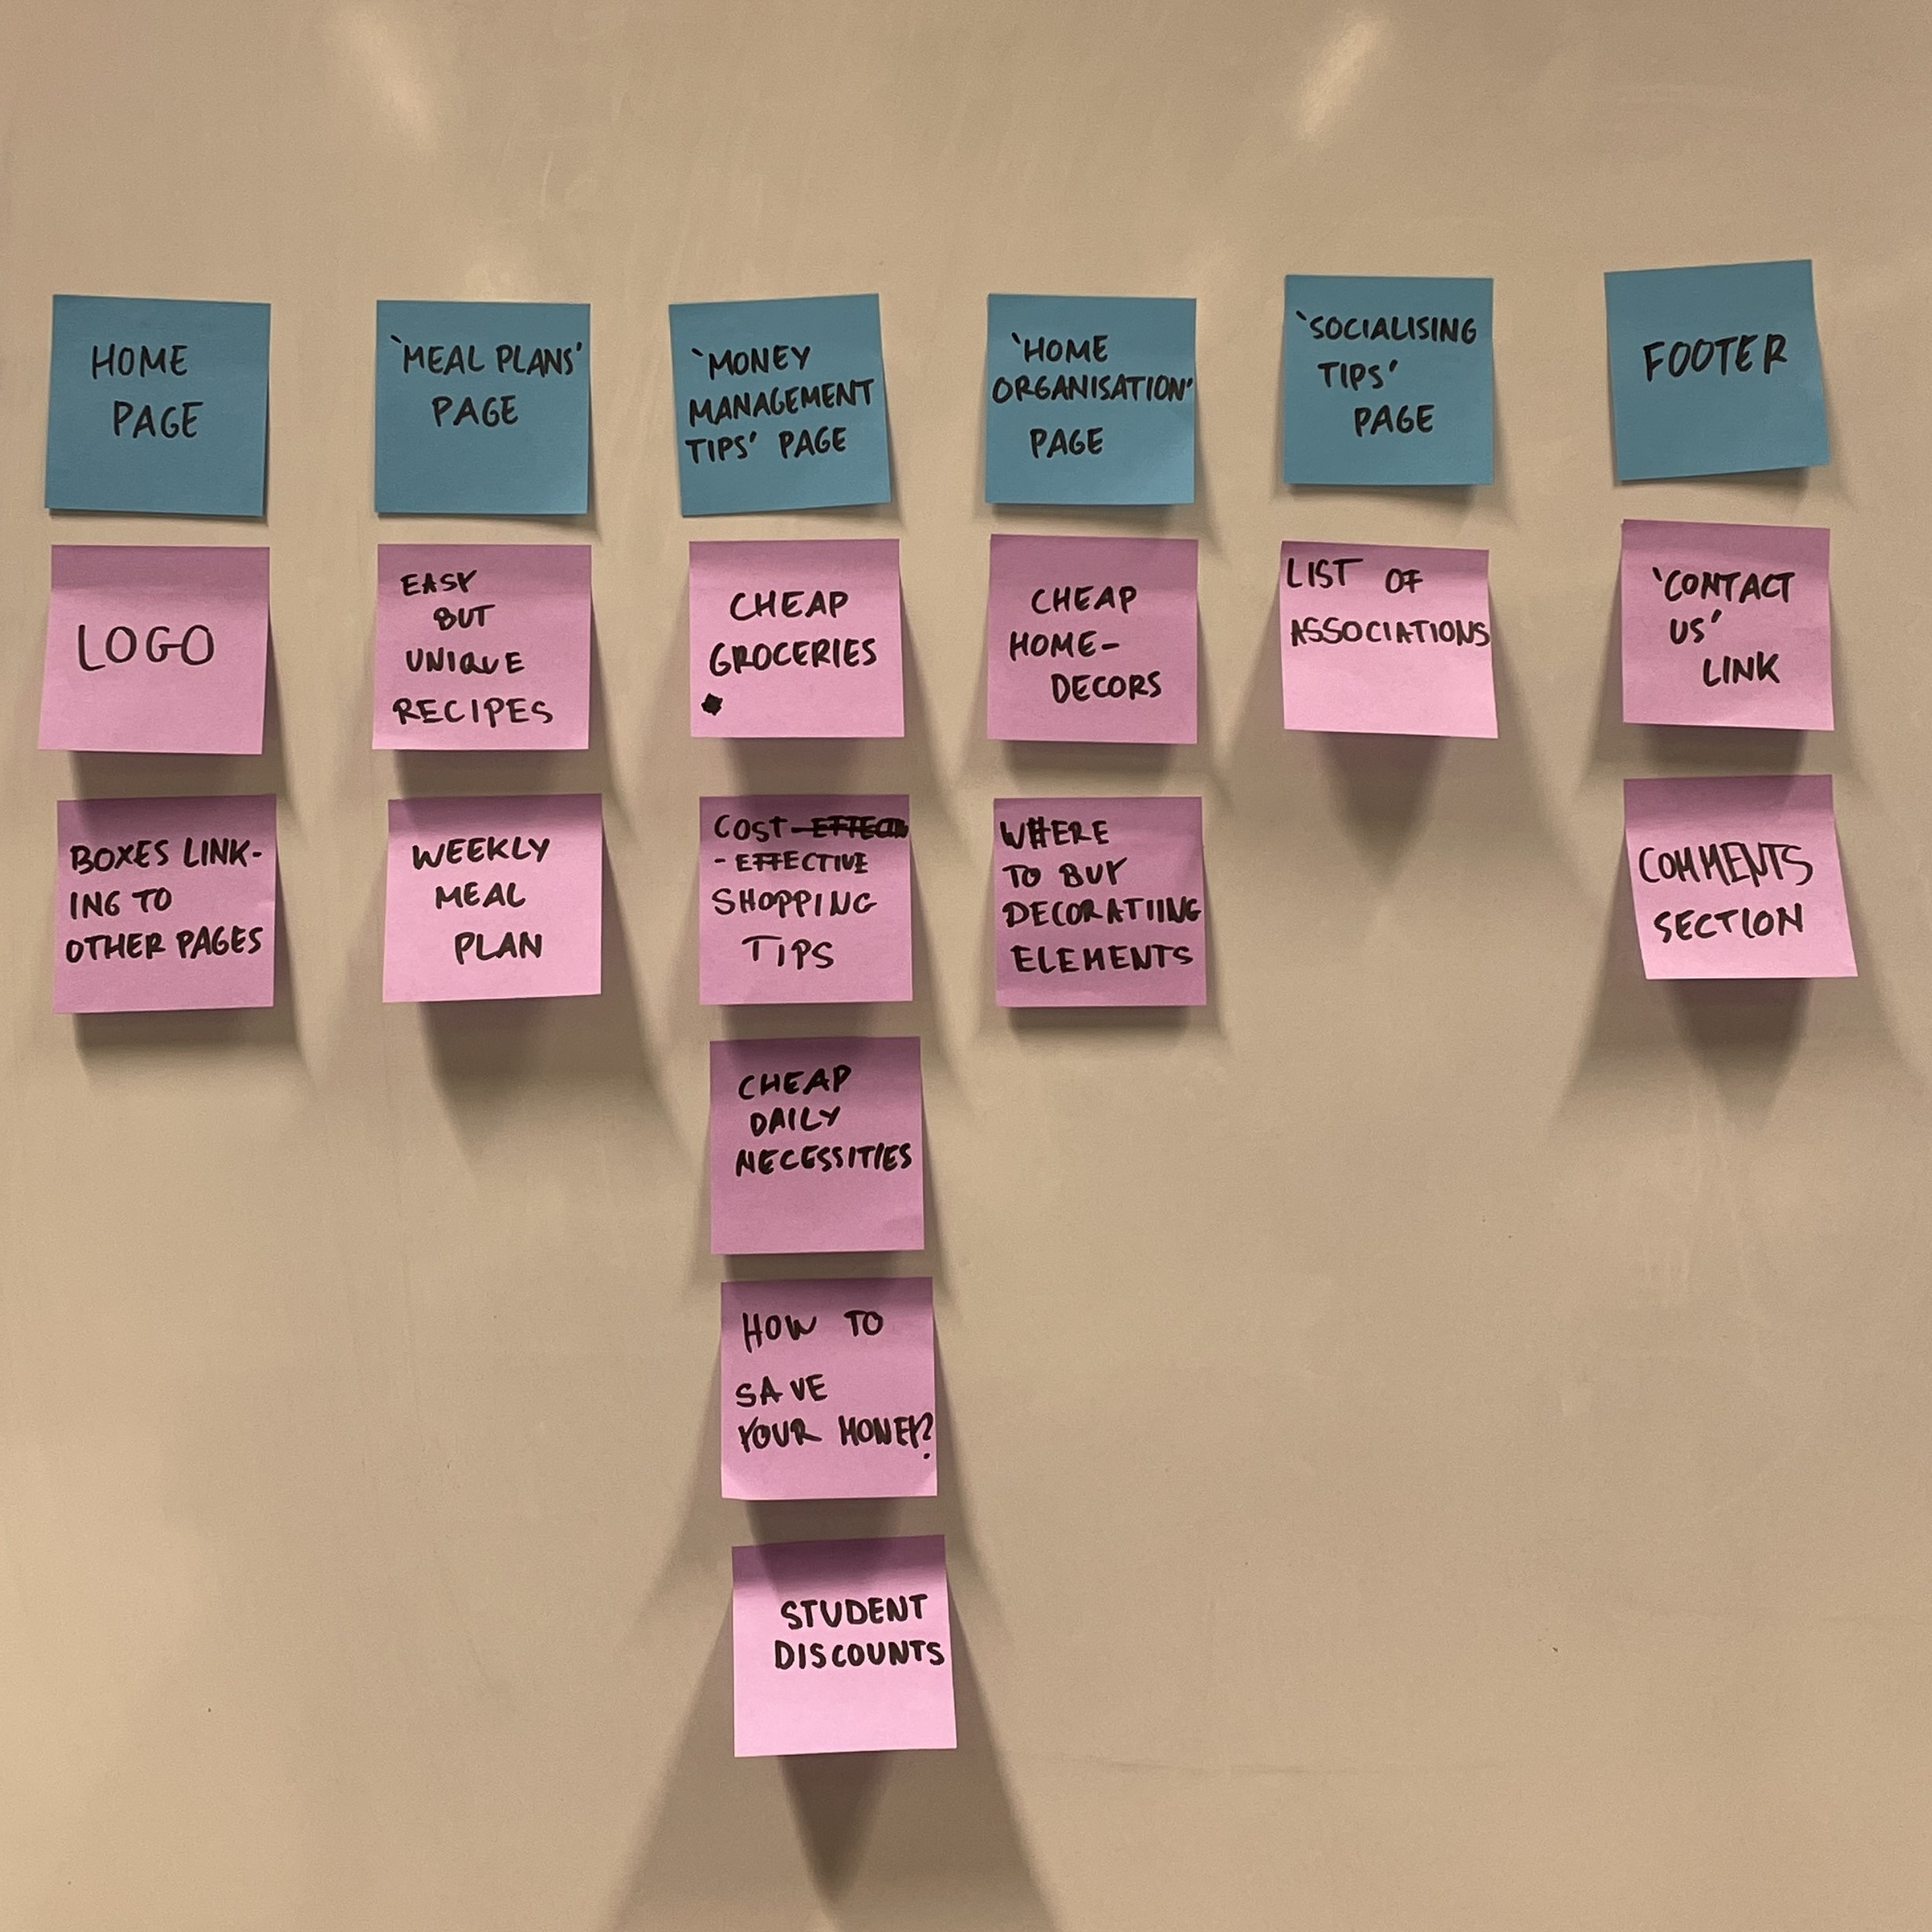 HOME
PAGE
LOGO
BOXES LINK-
ING TO
OTHER PAGES
'MEAL PLANS'
PAGE
EASY
BUT
UNIQUE
RECIPES
WEEKLY
MEAL
PLAN
'MONEY
MANAGEMENT
TIPS' PAGE
CHEAP
GROCERIES
COST
- EFFECTIVE
SHOPPING
TIPS
CHEAP
DAILY
NECESSITIES
HOW TO
SAVE
YOUR MONEY?
STUDENT
DISCOUNTS
'HOME
ORGANISATION'
PAGE
CHEAP
HOME-
DECORS
WHERE
TO BUY
DECORATIING
ELEMENTS
'SOCIALISING
TIPS'
PAGE
LIST OF
ASSOCIATIONS
FOOTER
'CONTACT
US'
LINK
COMMENTS
SECTION